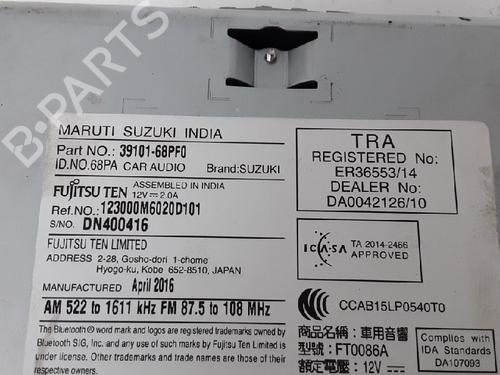 MARUTI SUZUKI INDIA
Part NO.: 39101-68PF0
ID.NO.68PA CAR AUDIO Brand:SUZUKI
FUJITSU TEN ASSEMBLED IN INDIA
12V⎓ 2.0A
Ref.NO.: 123000M6020D101
S/NO. DN400416
FUJITSU TEN LIMITED
ADDRESS 2-28, Gosho-dori 1-chome
Hyogo-ku, Kobe 652-8510, JAPAN
MANUFACTURED April 2016
AM 522 to 1611 kHz FM 87.5 to 108 MHz
The Bluetooth® word mark and logos are registered trademarks
owned by Bluetooth
SIG, Inc. and any use of such marks by Fujitsu Ten Limited is
under license. Other trademarks and trade names are those of
their respective owners.
TRA
REGISTERED No:
ER36553/14
DEALER No:
DA0042126/10
ICASA
TA 2014-2466
APPROVED
CCAB15LP0540T0
商品名稱:車用音響
型號:FT0086A
額定電壓:12V⎓
Complies with
IDA Standards
DA107093
B-PARTS